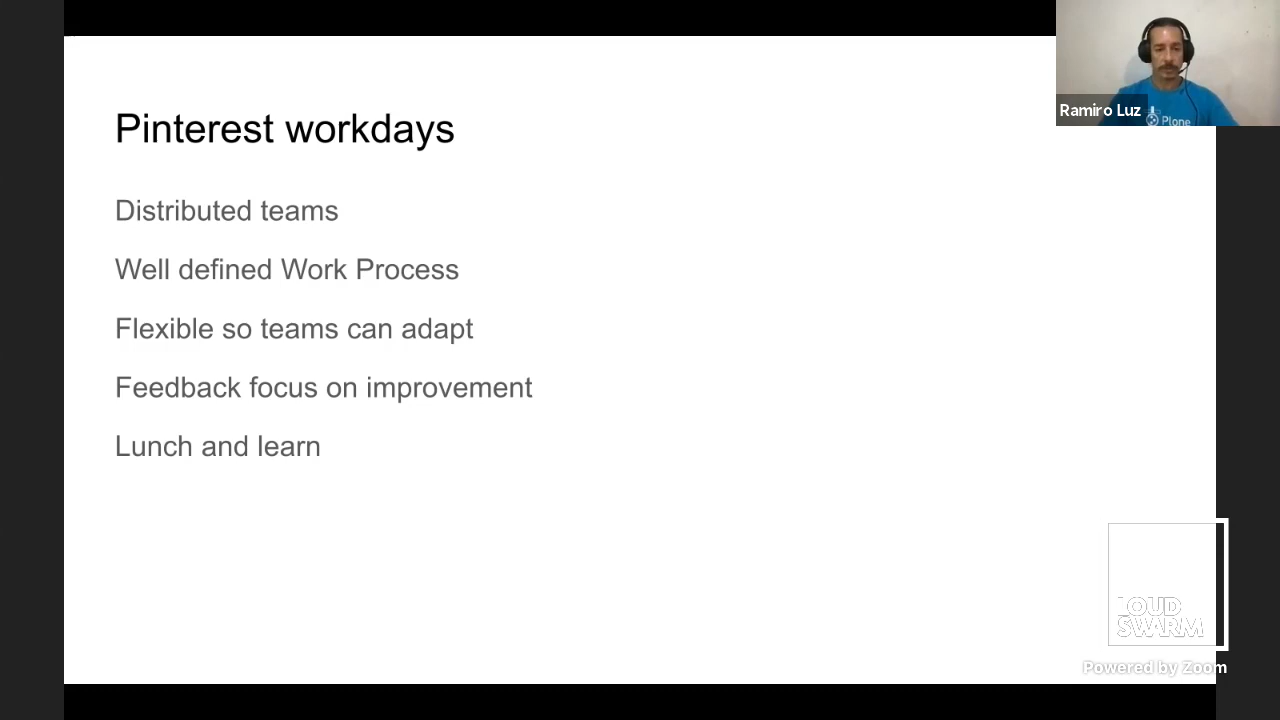 Pinterest workdays
Distributed teams
Well defined Work Process
Flexible so teams can adapt
Feedback focus on improvement
Lunch and learn
Ramiro Luz
Plone
LOUD
SWARM
Powered by Zoom